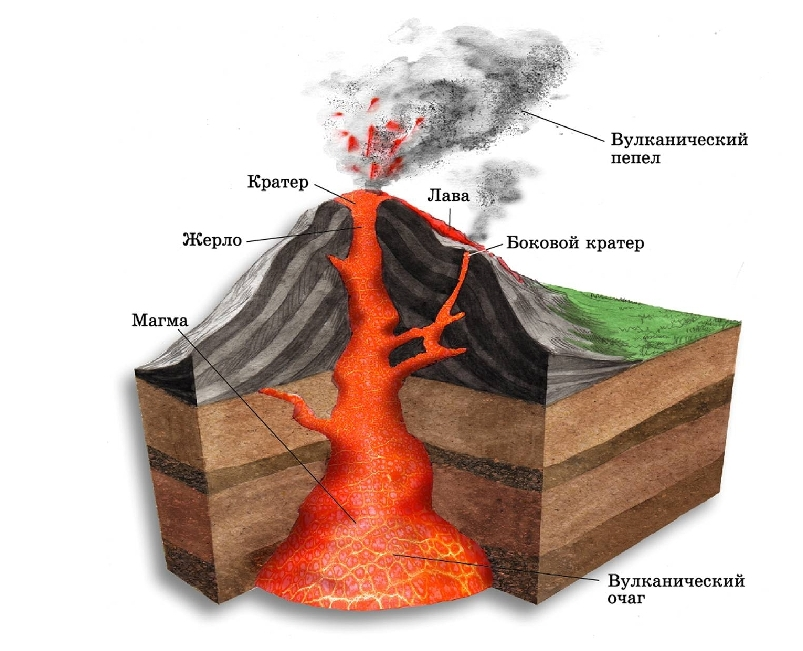 Вулканический
пепел
Кратер
Лава
Жерло
Боковой кратер
Магма
Вулканический
очаг